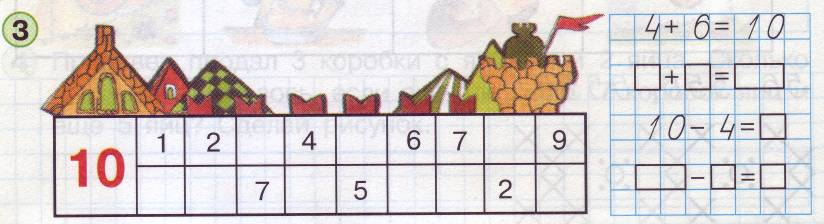 3
1 2 4 6 7 9
10
7 5 2
4 + 6 = 10
□ + □ = □
10 - 4 = □
□ - □ = □